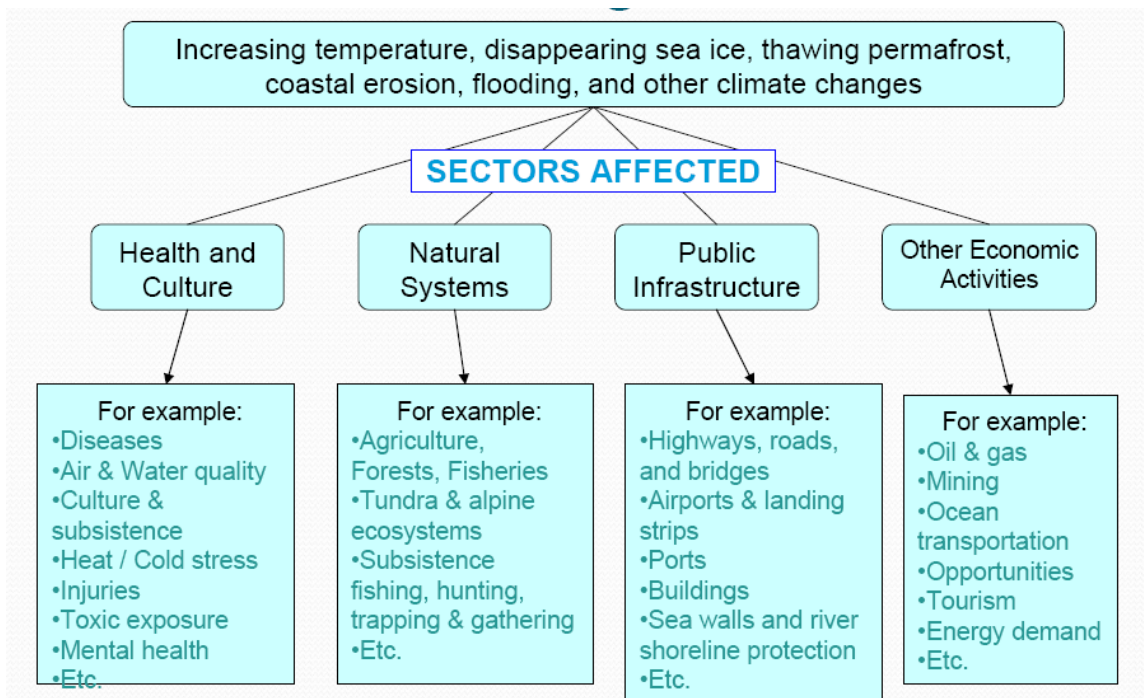 Increasing temperature, disappearing sea ice, thawing permafrost,
coastal erosion, flooding, and other climate changes
SECTORS AFFECTED
Health and
Culture
Natural
Systems
Public
Infrastructure
Other Economic
Activities
For example:
•Diseases
•Air & Water quality
•Culture &
subsistence
•Heat / Cold stress
•Injuries
•Toxic exposure
•Mental health
•Etc.
For example:
•Agriculture,
Forests, Fisheries
•Tundra & alpine
ecosystems
•Subsistence
fishing, hunting,
trapping & gathering
•Etc.
For example:
•Highways, roads,
and bridges
•Airports & landing
strips
•Ports
•Buildings
•Sea walls and river
shoreline protection
•Etc.
For example:
•Oil & gas
•Mining
•Ocean
transportation
•Opportunities
•Tourism
•Energy demand
•Etc.